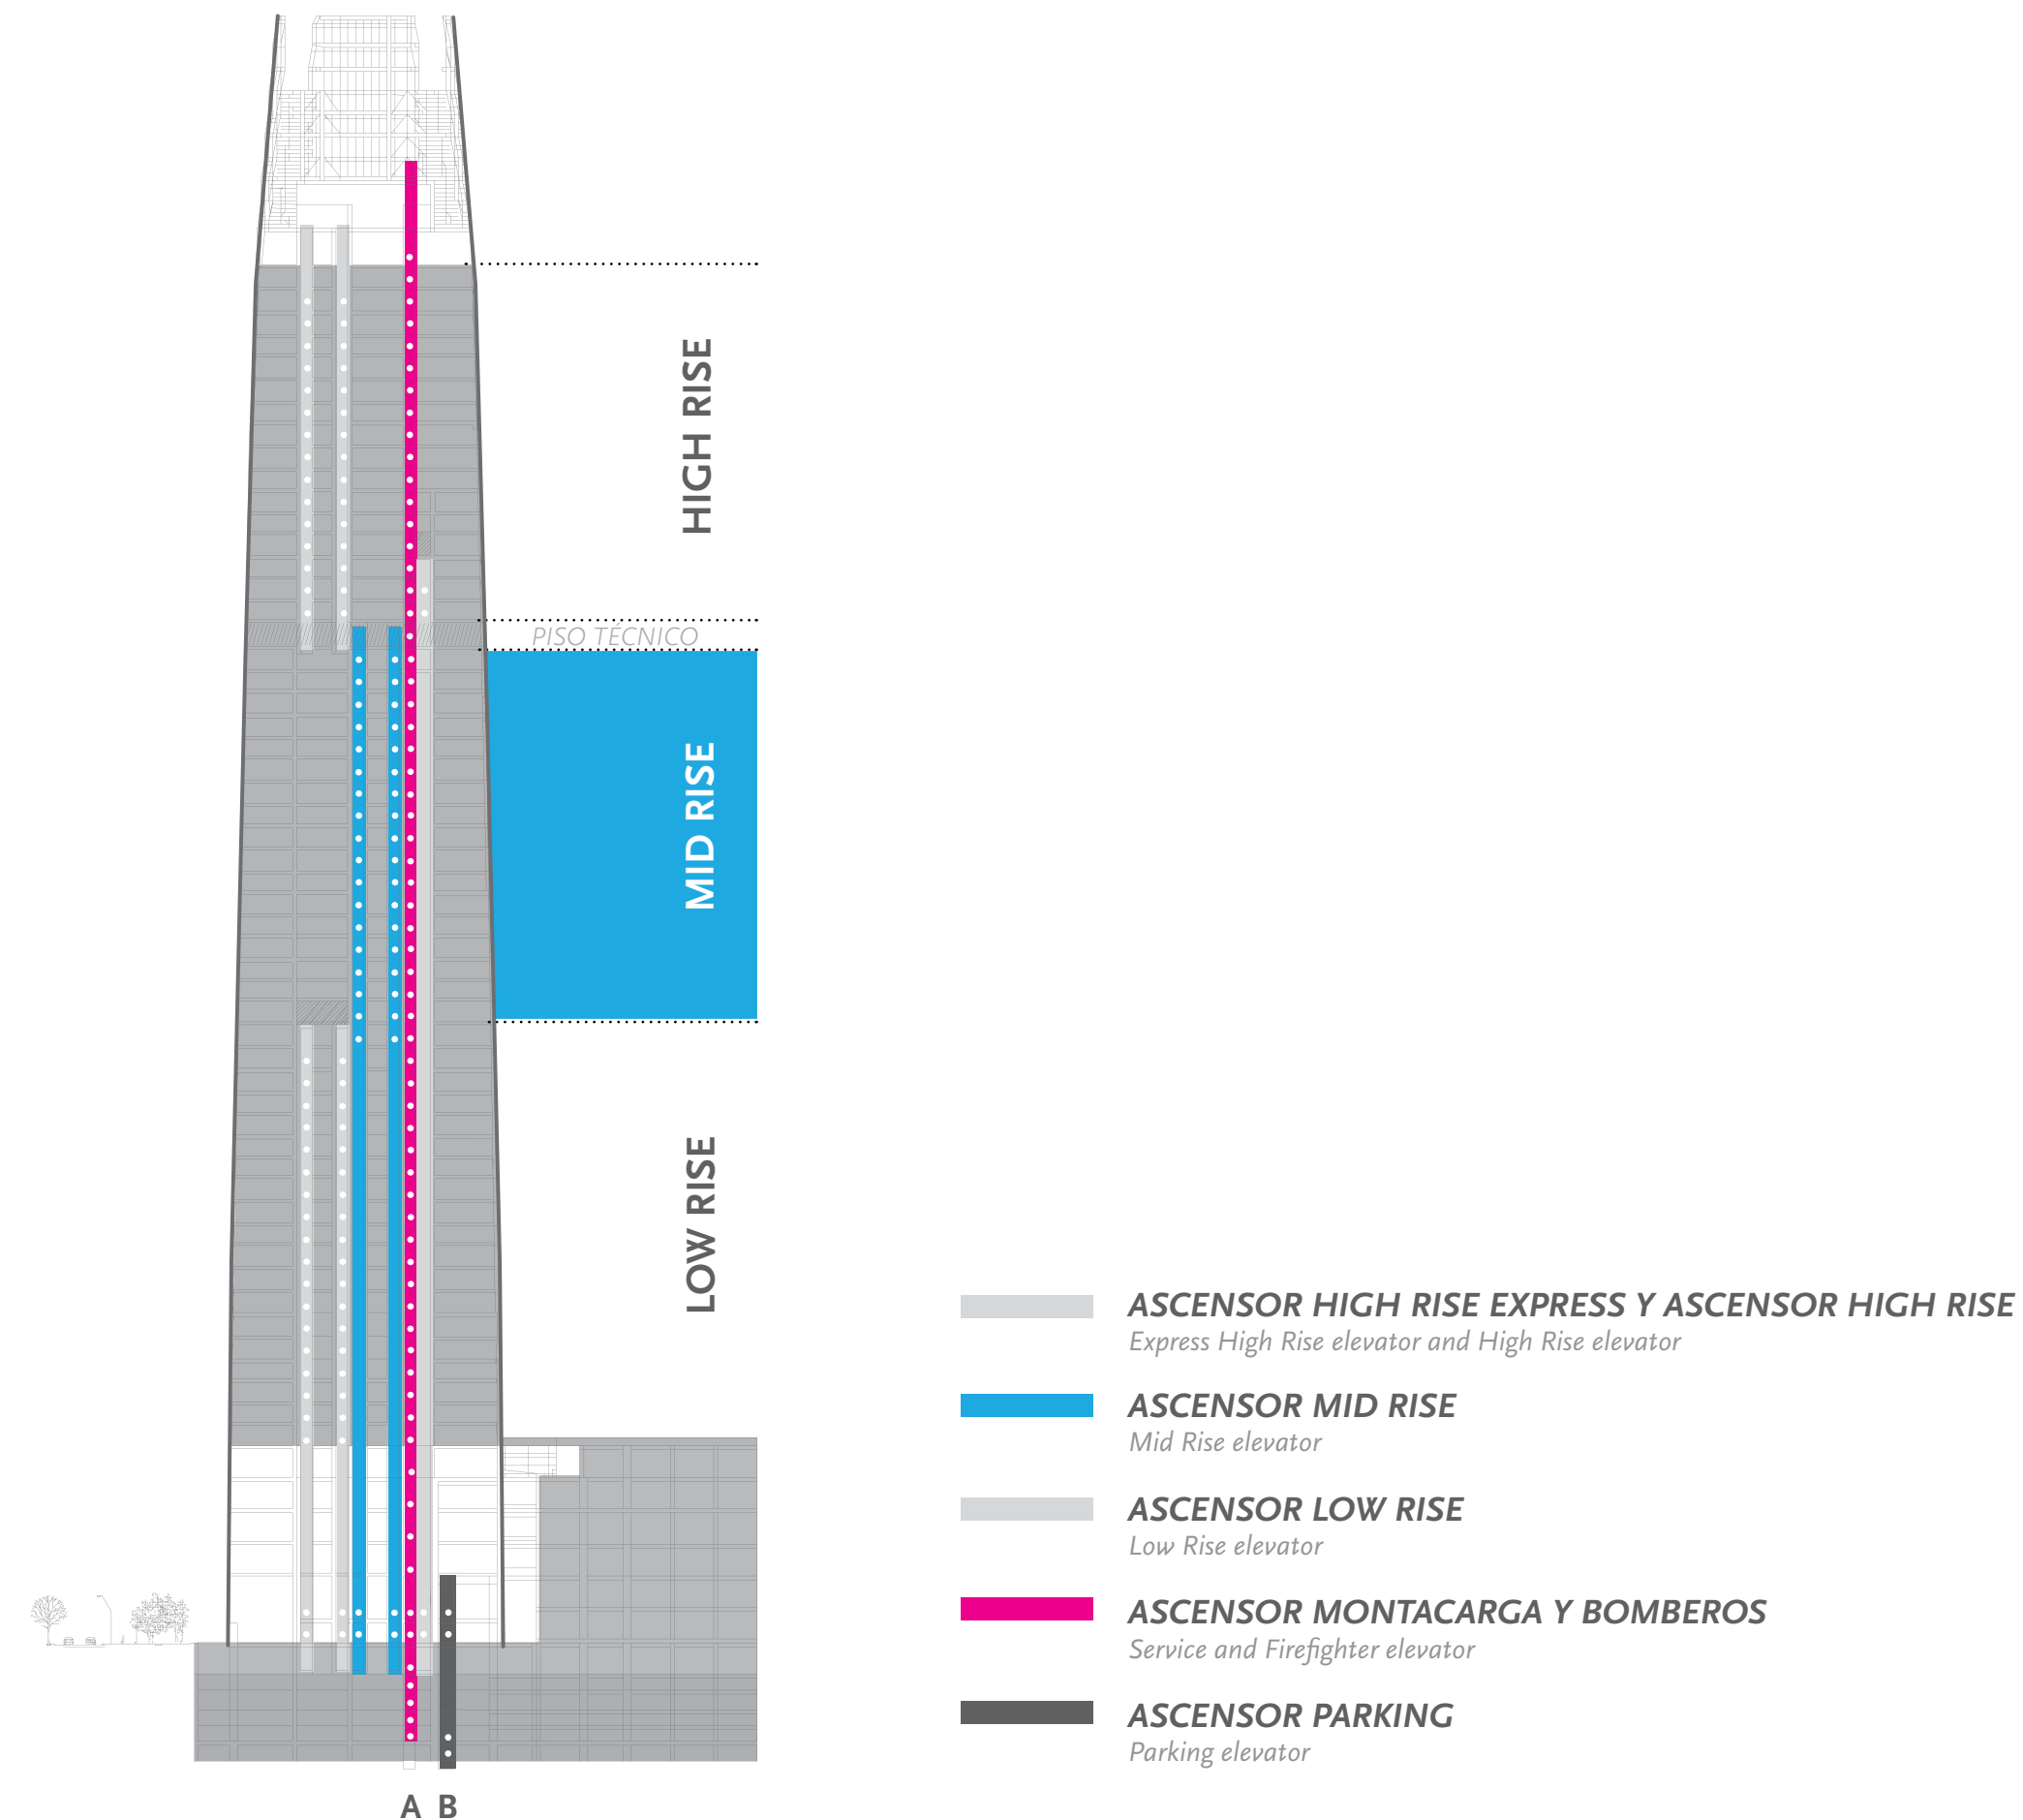 HIGH RISE
PISO TÉCNICO
MID RISE
LOW RISE
ASCENSOR HIGH RISE EXPRESS Y ASCENSOR HIGH RISE
Express High Rise elevator and High Rise elevator
ASCENSOR MID RISE
Mid Rise elevator
ASCENSOR LOW RISE
Low Rise elevator
ASCENSOR MONTACARGA Y BOMBEROS
Service and Firefighter elevator
ASCENSOR PARKING
Parking elevator
A B